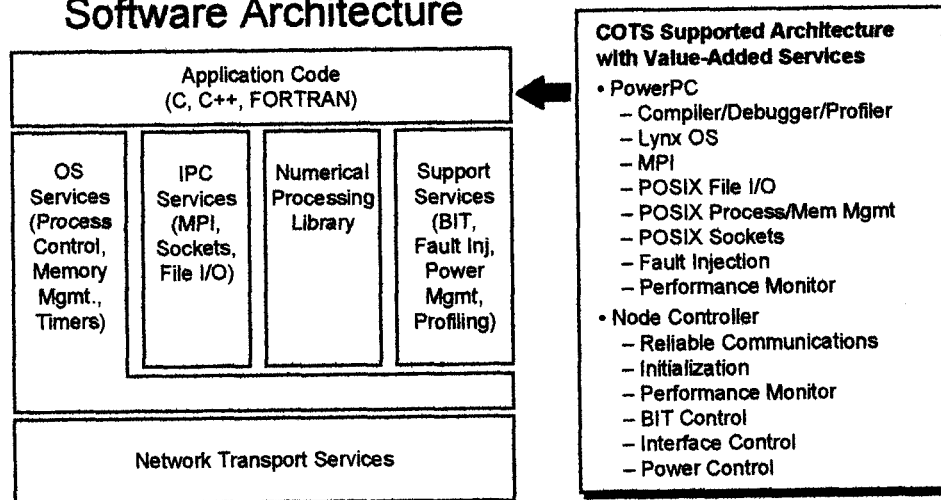 Software Architecture
Application Code
(C, C++, FORTRAN)
OS
Services
(Process
Control,
Memory
Mgmt.,
Timers)
IPC
Services
(MPI,
Sockets,
File I/O)
Numerical
Processing
Library
Support
Services
(BIT,
Fault Inj,
Power
Mgmt,
Profiling)
Network Transport Services
COTS Supported Architecture
with Value-Added Services
• PowerPC
– Compiler/Debugger/Profiler
– Lynx OS
– MPI
– POSIX File I/O
– POSIX Process/Mem Mgmt
– POSIX Sockets
– Fault Injection
– Performance Monitor
• Node Controller
– Reliable Communications
– Initialization
– Performance Monitor
– BIT Control
– Interface Control
– Power Control